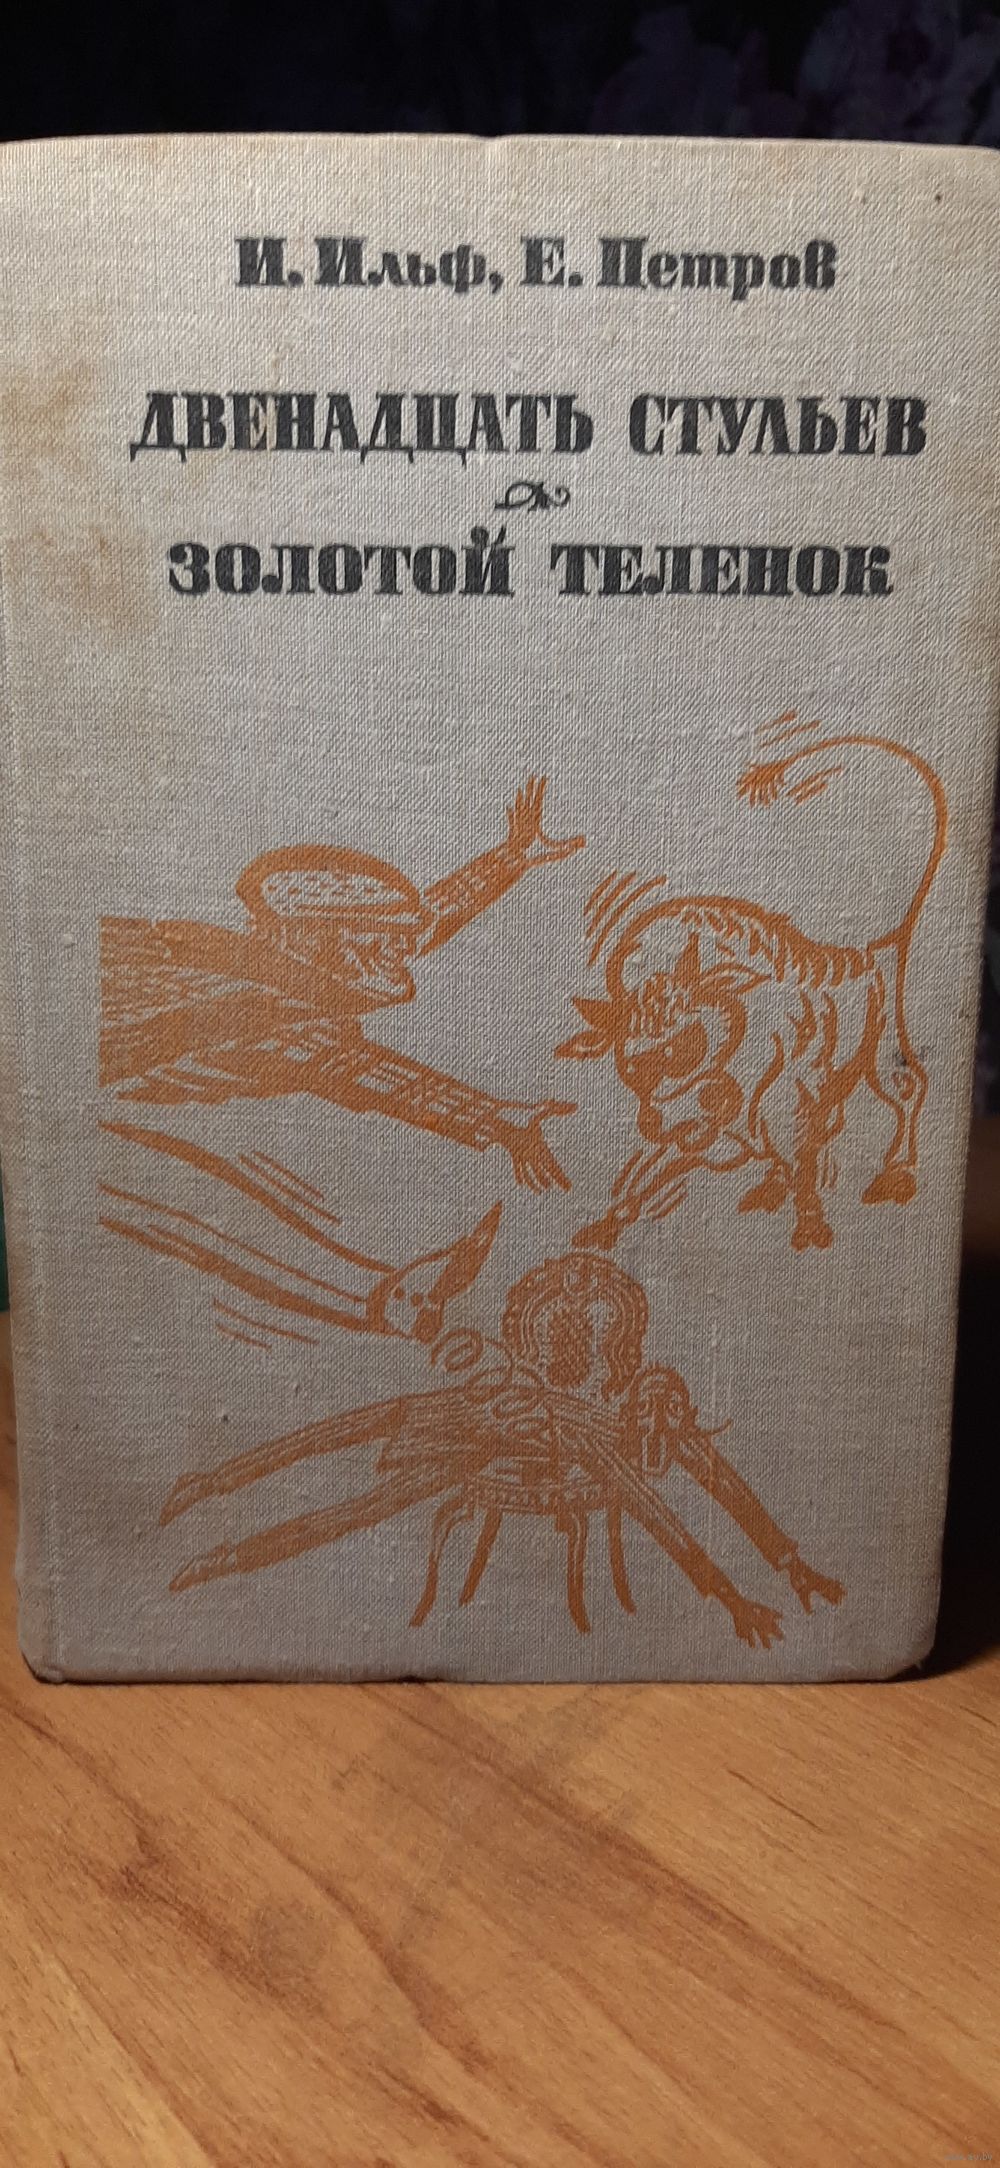 И. Ильф, Е. Петров
ДВЕНАДЦАТЬ СТУЛЬЕВ
ЗОЛОТОЙ ТЕЛЕНОК